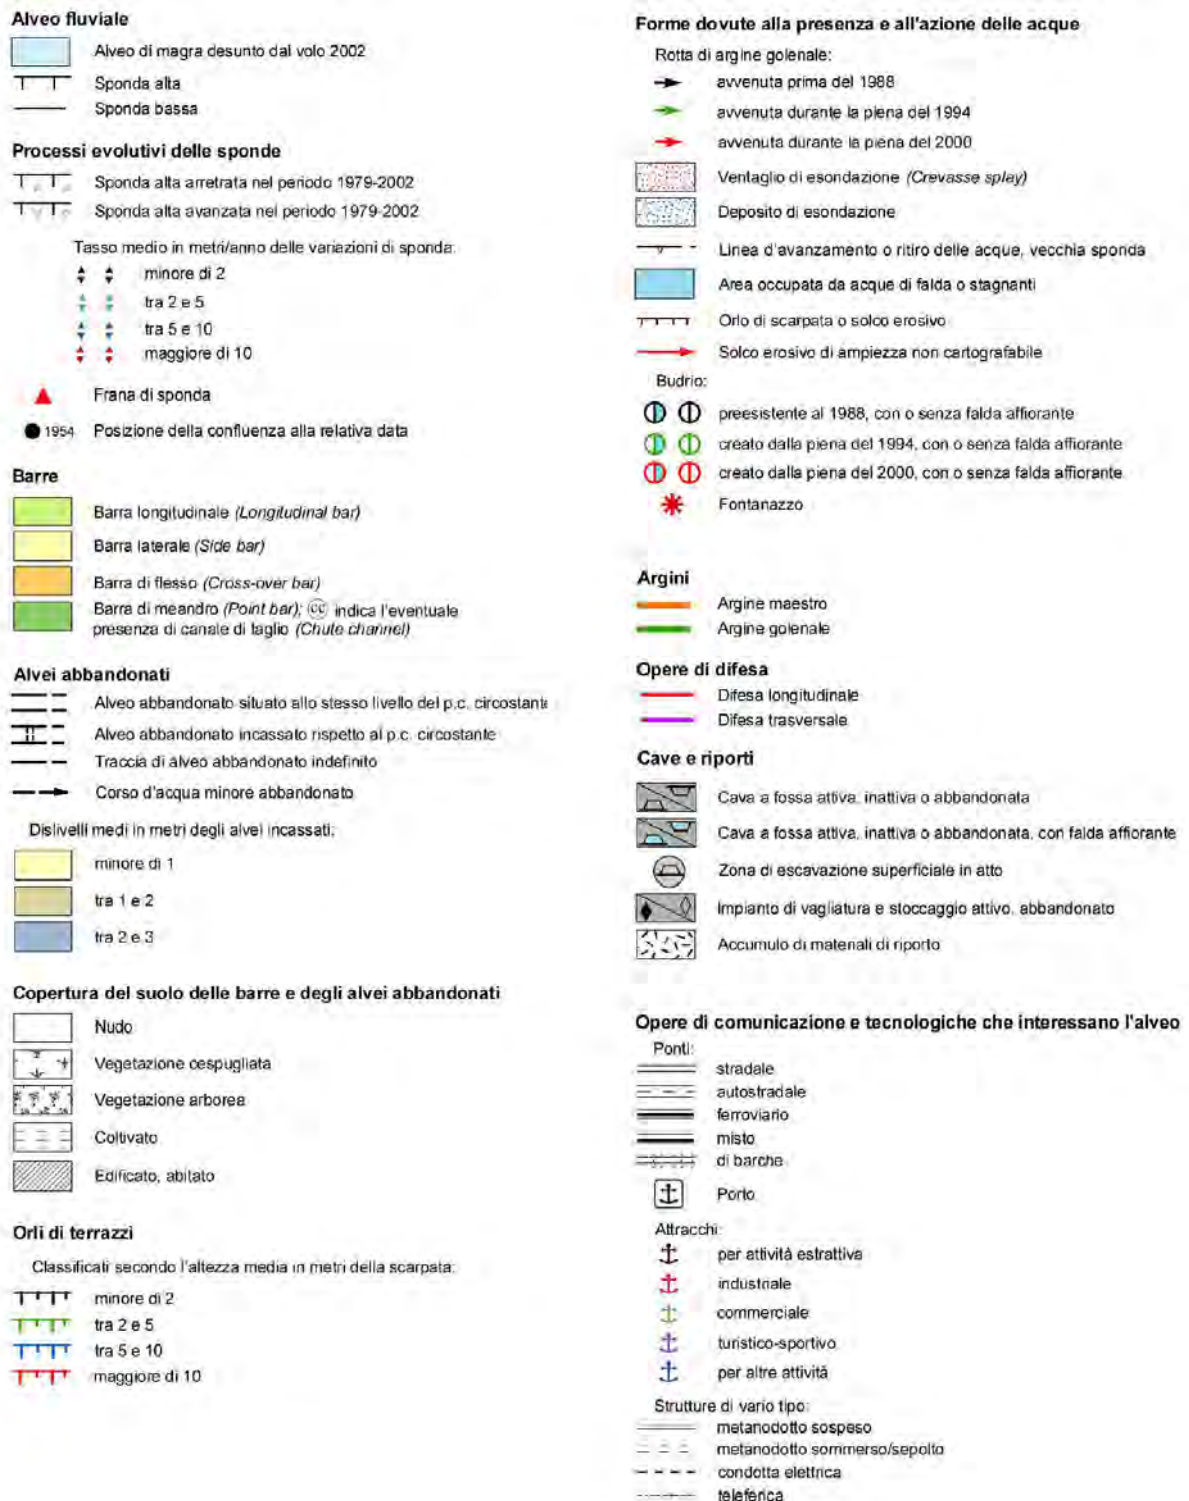 Alveo fluviale
Alveo di magra desunto dal volo 2002
Sponda alta
Sponda bassa
Processi evolutivi delle sponde
Sponda alta arretrata nel periodo 1979-2002
Sponda alta avanzata nel periodo 1979-2002
Tasso medio in metri/anno delle variazioni di sponda:
minore di 2
tra 2 e 5
tra 5 e 10
maggiore di 10
Frana di sponda
1954 Posizione della confluenza alla relativa data
Barre
Barra longitudinale (Longitudinal bar)
Barra laterale (Side bar)
Barra di flesso (Cross-over bar)
Barra di meandro (Point bar); cc indica l'eventuale
presenza di canale di taglio (Chute channel)
Alvei abbandonati
Alveo abbandonato situato allo stesso livello del p.c. circostante
Alveo abbandonato incassato rispetto al p.c. circostante
Traccia di alveo abbandonato indefinito
Corso d'acqua minore abbandonato
Dislivelli medi in metri degli alvei incassati:
minore di 1
tra 1 e 2
tra 2 e 3
Copertura del suolo delle barre e degli alvei abbandonati
Nudo
Vegetazione cespugliata
Vegetazione arborea
Coltivato
Edificato, abitato
Orli di terrazzi
Classificati secondo l'altezza media in metri della scarpata:
minore di 2
tra 2 e 5
tra 5 e 10
maggiore di 10
Forme dovute alla presenza e all'azione delle acque
Rotta di argine golenale:
avvenuta prima del 1988
avvenuta durante la piena del 1994
avvenuta durante la piena del 2000
Ventaglio di esondazione (Crevasse splay)
Deposito di esondazione
Linea d'avanzamento o ritiro delle acque, vecchia sponda
Area occupata da acque di falda o stagnanti
Orlo di scarpata o solco erosivo
Solco erosivo di ampiezza non cartografabile
Budrio:
preesistente al 1988, con o senza falda affiorante
creato dalla piena del 1994, con o senza falda affiorante
creato dalla piena del 2000, con o senza falda affiorante
Fontanazzo
Argini
Argine maestro
Argine golenale
Opere di difesa
Difesa longitudinale
Difesa trasversale
Cave e riporti
Cava a fossa attiva, inattiva o abbandonata
Cava a fossa attiva, inattiva o abbandonata, con falda affiorante
Zona di escavazione superficiale in atto
Impianto di vagliatura e stoccaggio attivo, abbandonato
Accumulo di materiali di riporto
Opere di comunicazione e tecnologiche che interessano l'alveo
Ponti:
stradale
autostradale
ferroviario
misto
di barche
Porto
Attracchi:
per attività estrattiva
industriale
commerciale
turistico-sportivo
per altre attività
Strutture di vario tipo:
metanodotto sospeso
metanodotto sommerso/sepolto
condotta elettrica
teleferica